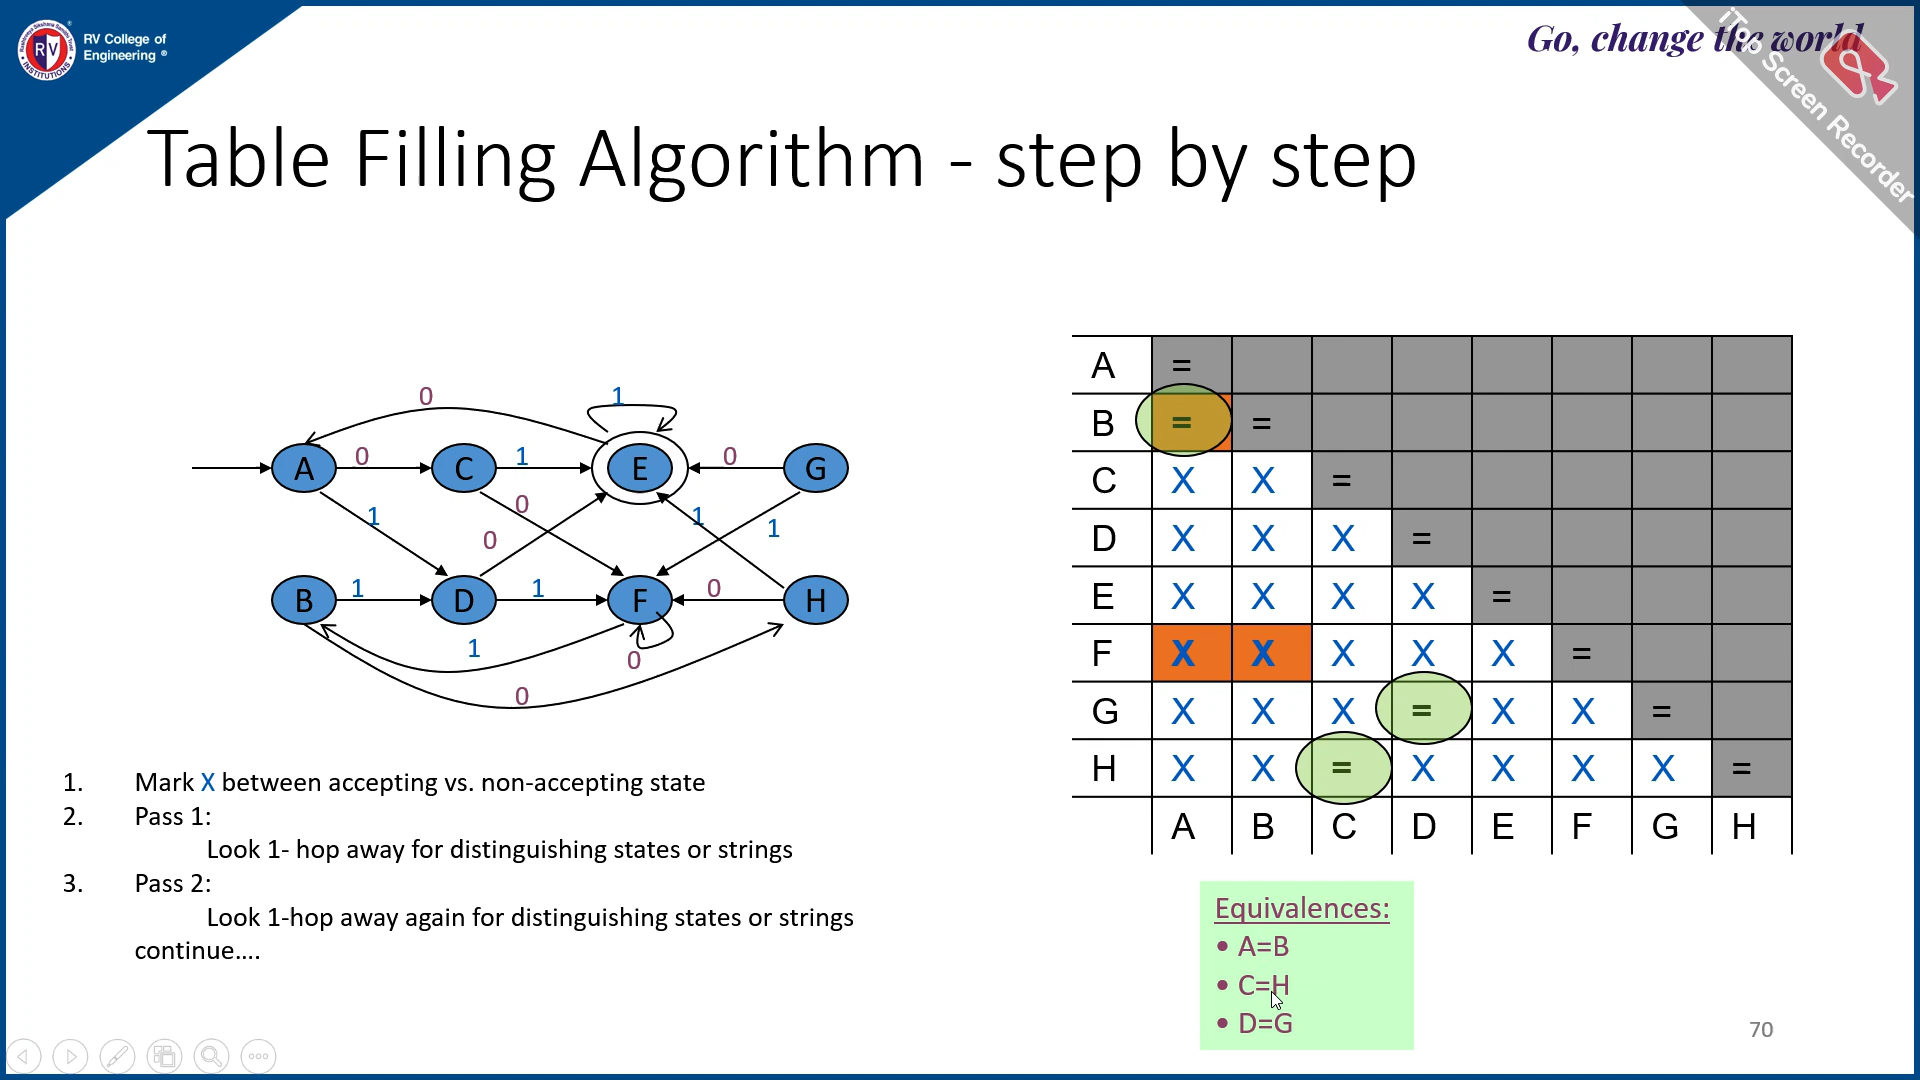 RV College of
Engineering ®
RV
INSTITUTIONS
Go, change the world
iTop Screen Recorder
Table Filling Algorithm - step by step
0
1
A
0
C
1
E
0
G
1
0
0
1
1
B
1
D
1
F
0
H
1
0
0
A =
B = =
C X X =
D X X X =
E X X X X =
F X X X X X =
G X X X = X X =
H X X = X X X X =
A B C D E F G H
1. Mark X between accepting vs. non-accepting state
2. Pass 1:
Look 1- hop away for distinguishing states or strings
3. Pass 2:
Look 1-hop away again for distinguishing states or strings
continue….
Equivalences:
• A=B
• C=H
• D=G
70